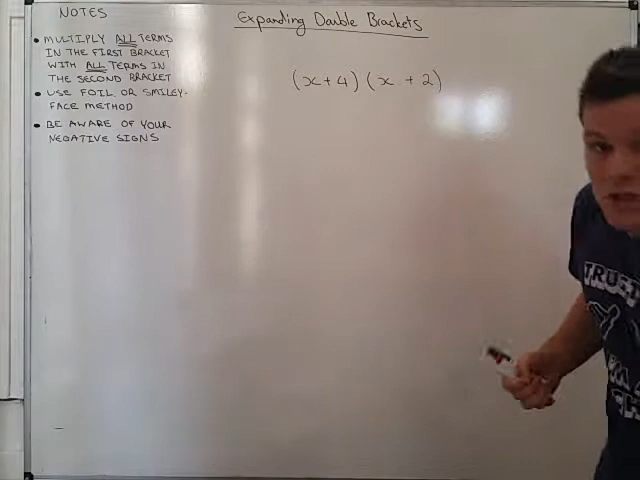 NOTES
Expanding Double Brackets
• MULTIPLY ALL TERMS
IN THE FIRST BRACKET
WITH ALL TERMS IN
THE SECOND BRACKET
• USE FOIL OR SMILEY-
FACE METHOD
• BE AWARE OF YOUR
NEGATIVE SIGNS
(x+4)(x+2)